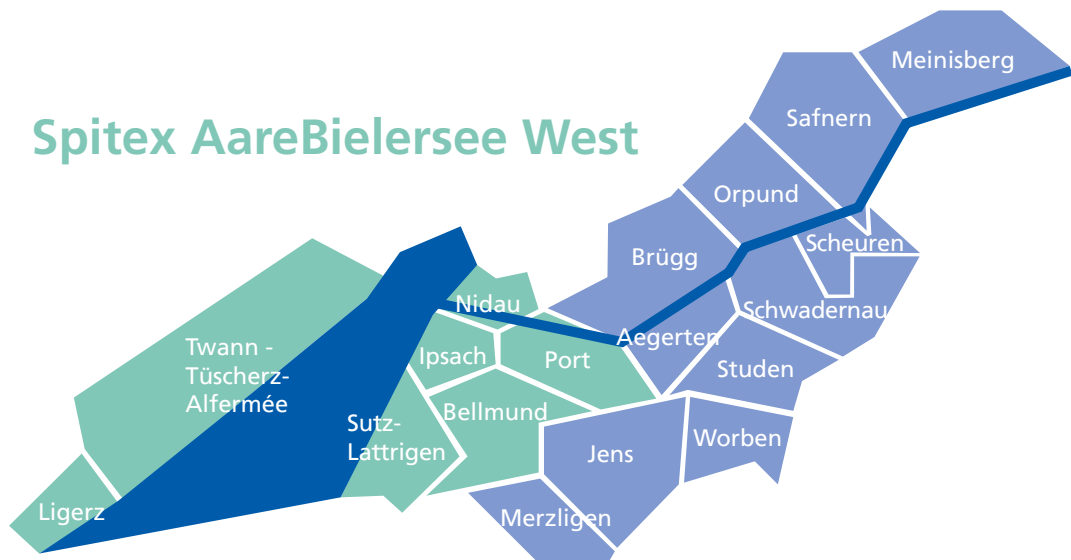 Meinisberg
Safnern
Spitex AareBielersee West
Orpund
Scheuren
Brügg
Nidau
Schwadernau
Aegerten
Twann -
Tüscherz-
Alfermée
Ipsach
Port
Studen
Bellmund
Sutz-
Lattrigen
Worben
Jens
Ligerz
Merzligen